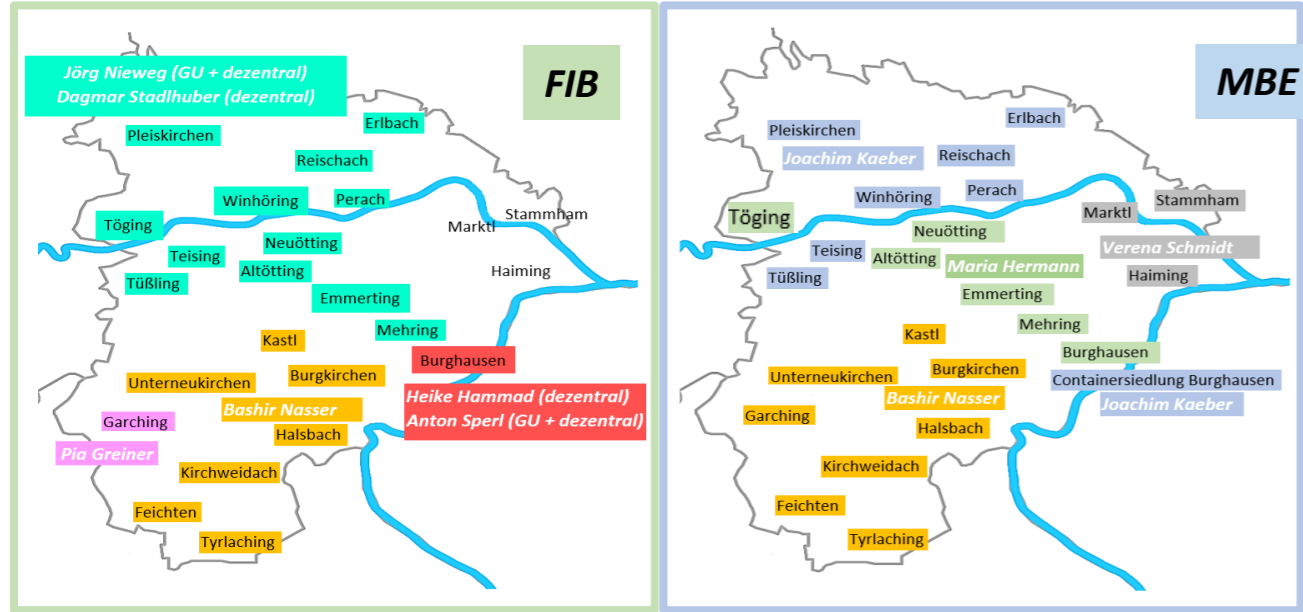 Jörg Nieweg (GU + dezentral)
Dagmar Stadlhuber (dezentral)
FIB
Erlbach
Pleiskirchen
Reischach
Perach
Winhöring
Stammham
Töging
Marktl
Neuötting
Teising
Altötting
Haiming
Tüßling
Emmerting
Mehring
Kastl
Burghausen
Burgkirchen
Unterneukirchen
Heike Hammad (dezentral)
Anton Sperl (GU + dezentral)
Bashir Nasser
Garching
Halsbach
Pia Greiner
Kirchweidach
Feichten
Tyrlaching
MBE
Erlbach
Pleiskirchen
Joachim Kaeber
Reischach
Perach
Winhöring
Stammham
Marktl
Töging
Neuötting
Verena Schmidt
Teising
Altötting
Maria Hermann
Haiming
Tüßling
Emmerting
Mehring
Kastl
Burghausen
Burgkirchen
Unterneukirchen
Containersiedlung Burghausen
Joachim Kaeber
Bashir Nasser
Garching
Halsbach
Kirchweidach
Feichten
Tyrlaching